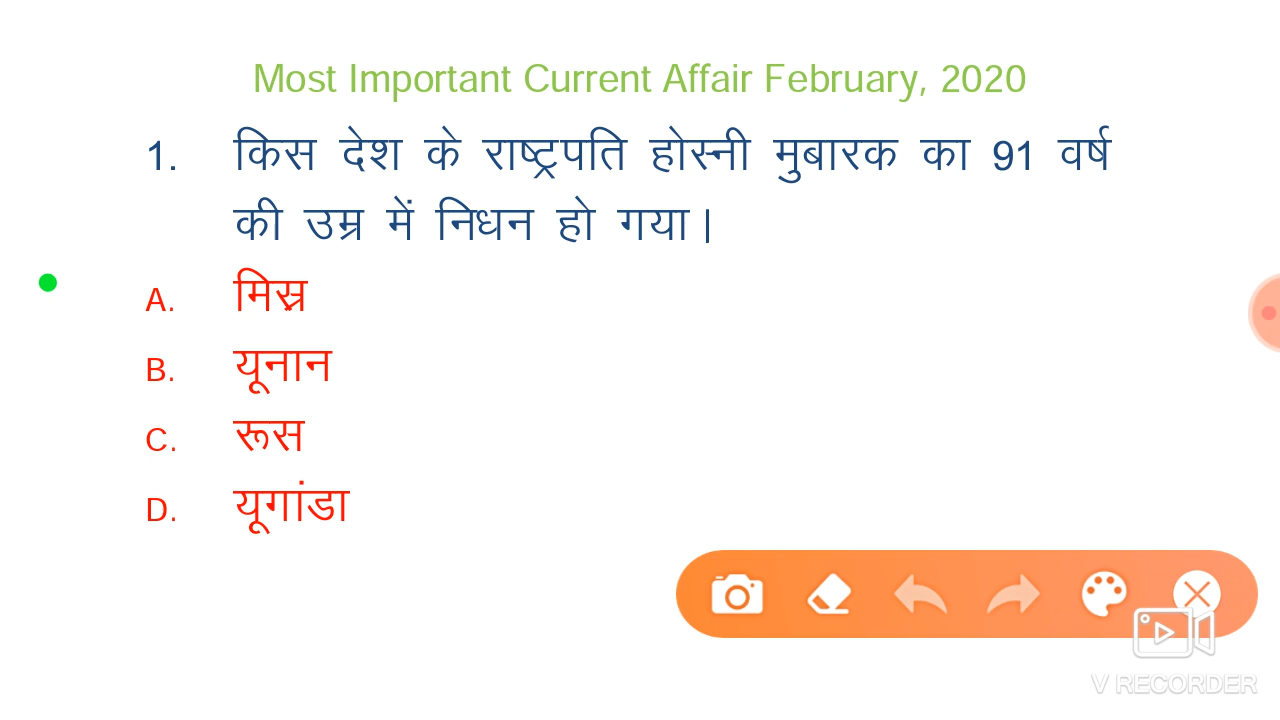 Most Important Current Affair February, 2020
1. किस देश के राष्ट्रपति होस्नी मुबारक का 91 वर्ष
की उम्र में निधन हो गया|
A. मिस्र
B. यूनान
C. रूस
D. यूगांडा
V RECORDER